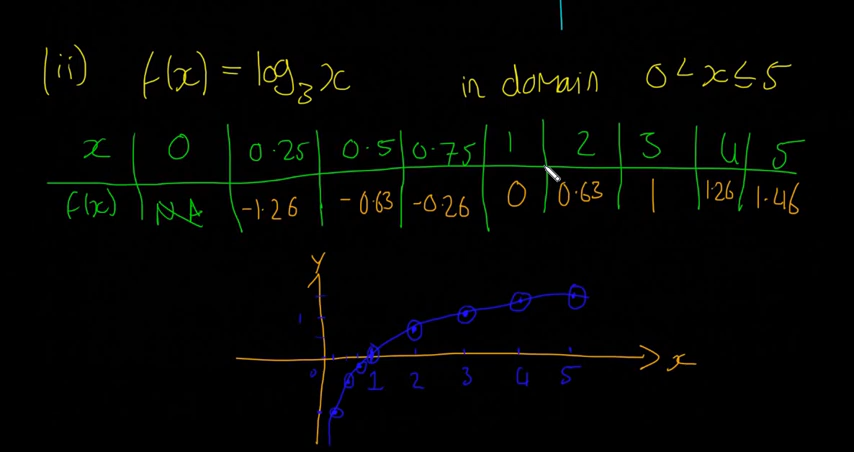 (ii) f(x) = log₃x in domain 0 < x ≤ 5
x 0 0.25 0.5 0.75 1 2 3 4 5
f(x) NA -1.26 -0.63 -0.26 0 0.63 1 1.26 1.46
y
1
0 1 2 3 4 5 x